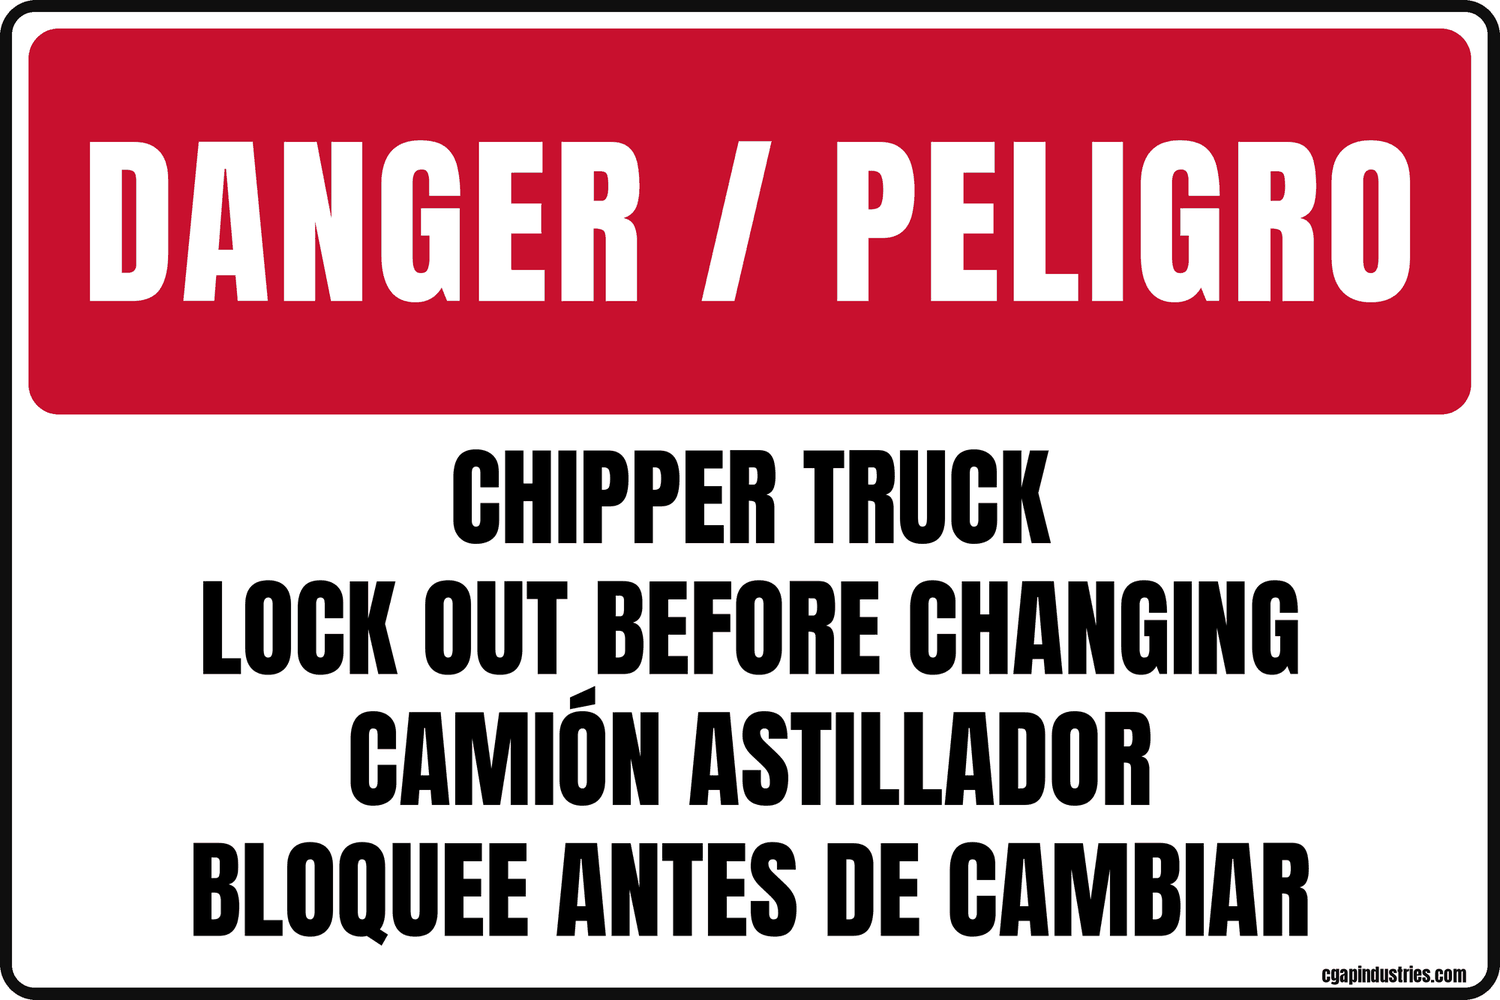 DANGER / PELIGRO
CHIPPER TRUCK
LOCK OUT BEFORE CHANGING
CAMIÓN ASTILLADOR
BLOQUEE ANTES DE CAMBIAR
cgapindustries.com